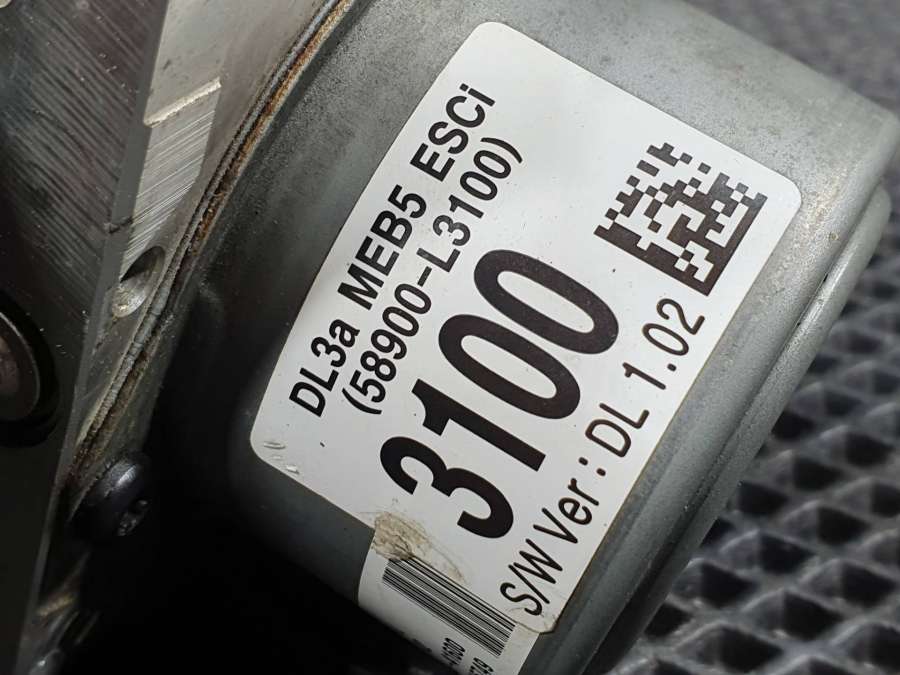 DL3a MEB5 ESCi
(58900-L3100)
3100
S/W Ver : DL 1.02